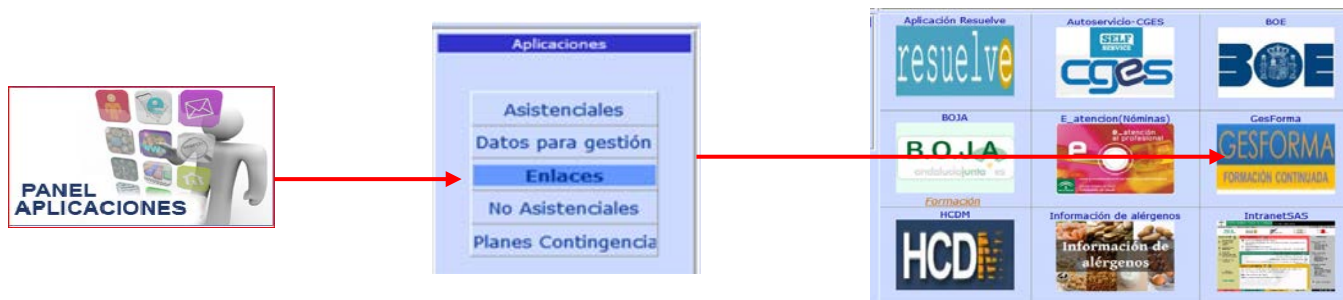 PANEL
APLICACIONES
Aplicaciones
Asistenciales
Datos para gestión
Enlaces
No Asistenciales
Planes Contingencia
Aplicación Resuelve
Autoservicio-CGES
BOE
resuelve
SELF
SERVICE
cges
BOE
BOJA
E_atencion(Nóminas)
GesForma
B.O.JA
andaluciajunta es
e_atención
al profesional
e
GESFORMA
FORMACIÓN CONTINUADA
Formación
HCDM
Información de alérgenos
IntranetSAS
HCD
Información de
alérgenos